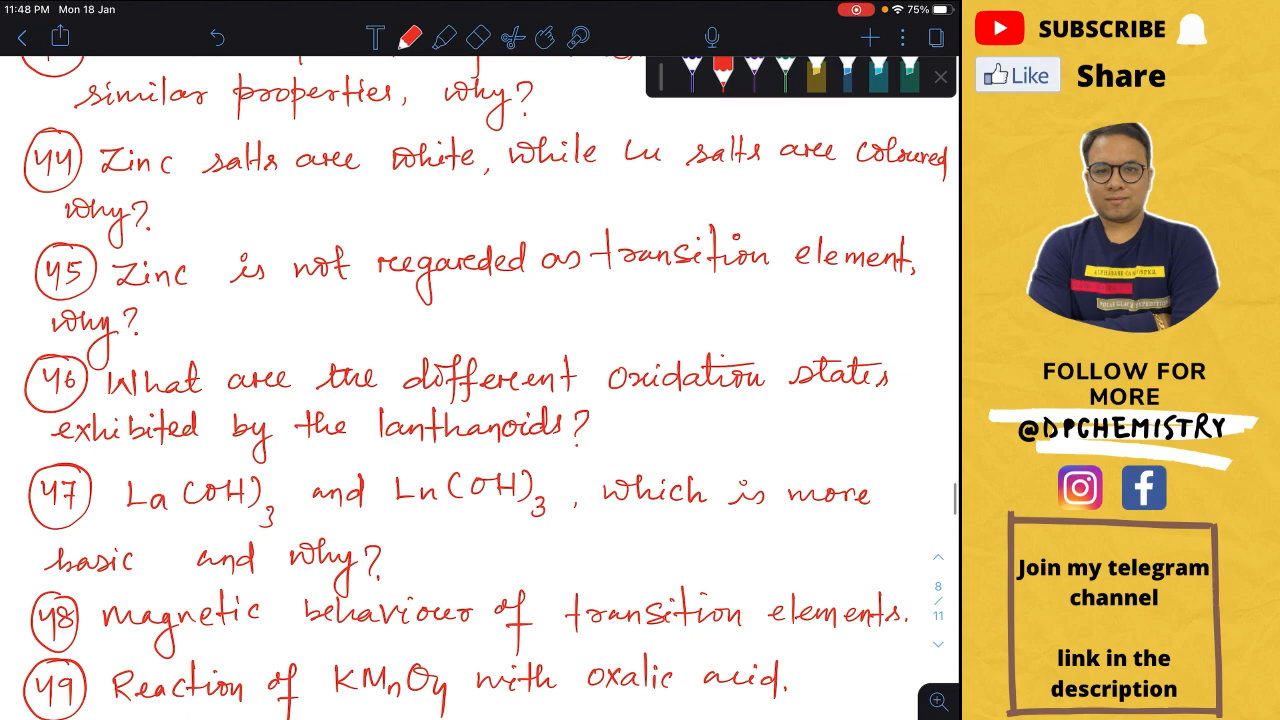 11:48 PM Mon 18 Jan
75%
similar properties, why?
44 Zinc salts are white, while Cu salts are coloured
why?
45 Zinc is not reegareded as transition element,
why?
46 What are the different oxidation states
exhibited by the lanthanoids?
47 La(OH)3 and Ln(OH)3, which is more
basic and why?
48 Magnetic behaviour of transition elements.
49 Reaction of KMnO4 with oxalic acid.
8
/
11
SUBSCRIBE
Like Share
FOLLOW FOR
MORE
@DPCHEMISTRY
Join my telegram
channel
link in the
description